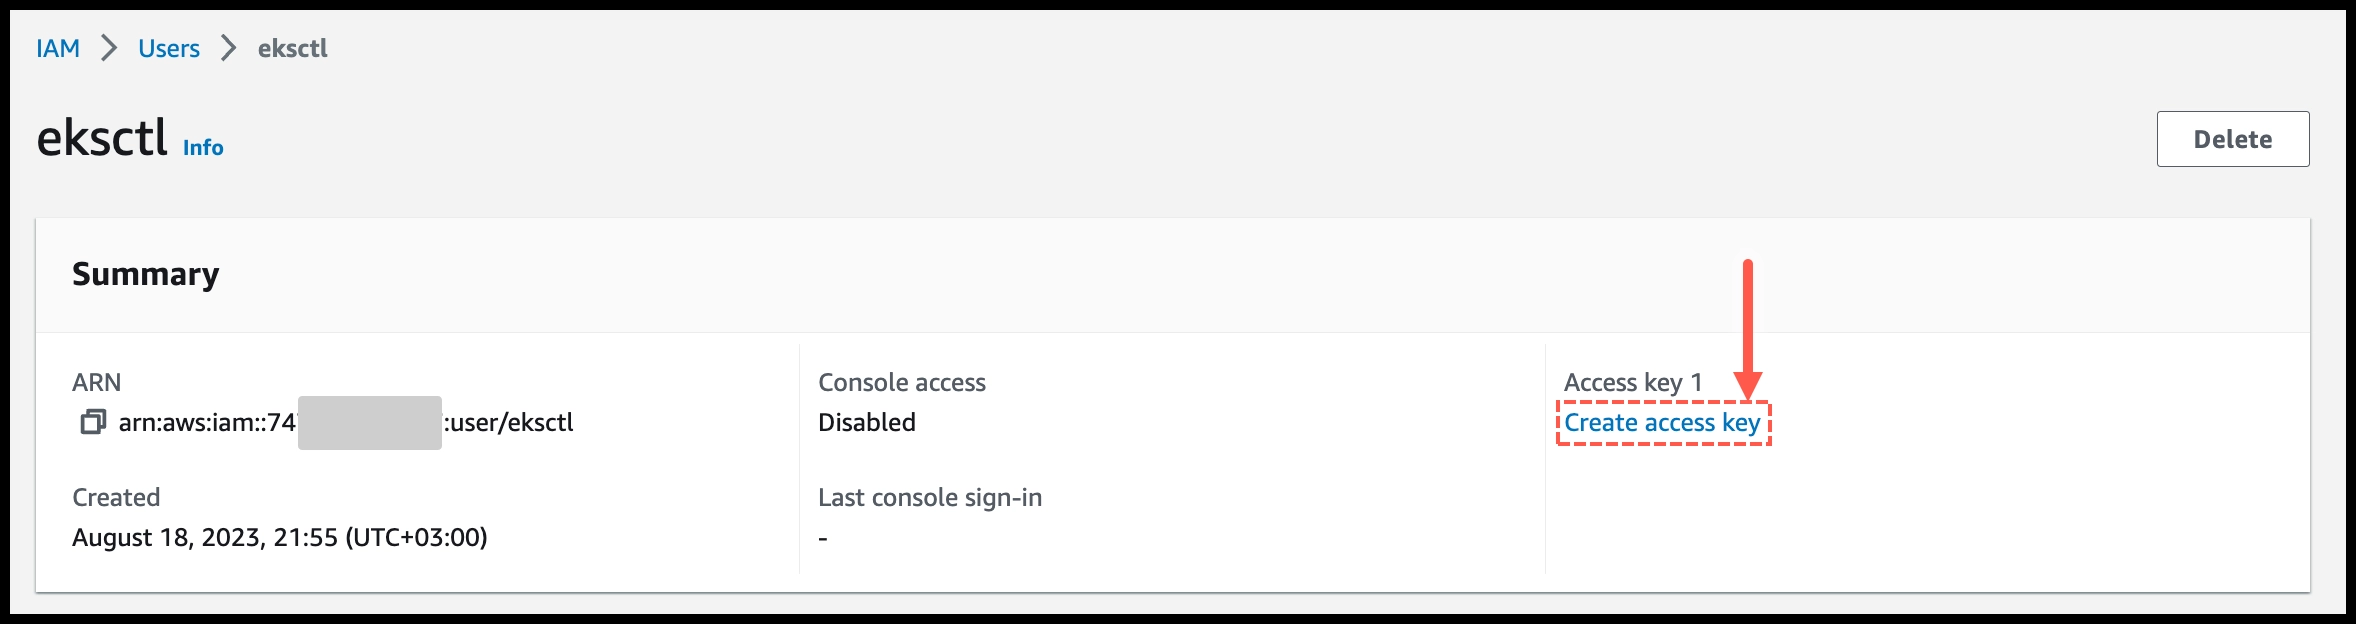 IAM > Users > eksctl
eksctl Info
Delete
Summary
ARN
arn:aws:iam::74 :user/eksctl
Created
August 18, 2023, 21:55 (UTC+03:00)
Console access
Disabled
Last console sign-in
-
Access key 1
Create access key